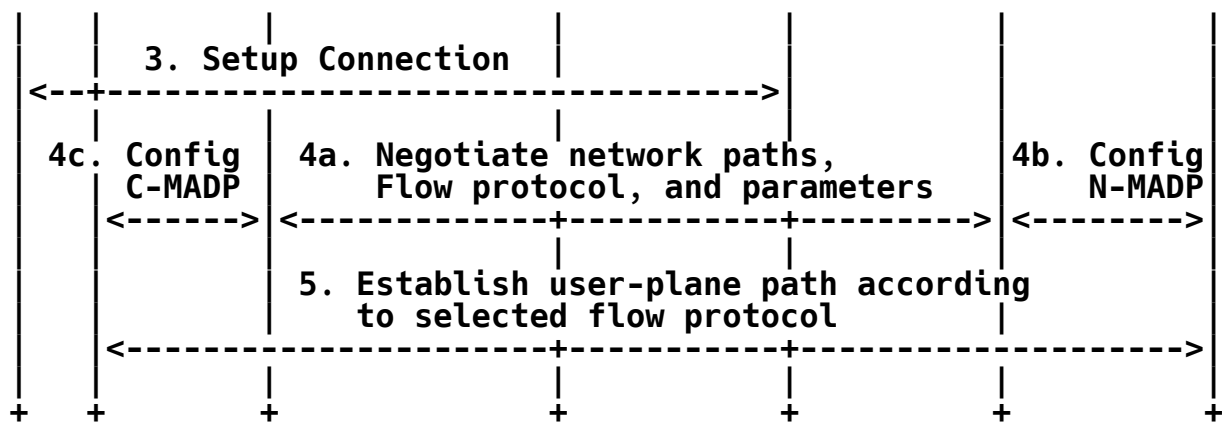 3. Setup Connection
4c. Config 4a. Negotiate network paths, 4b. Config
C-MADP Flow protocol, and parameters N-MADP
5. Establish user-plane path according
to selected flow protocol